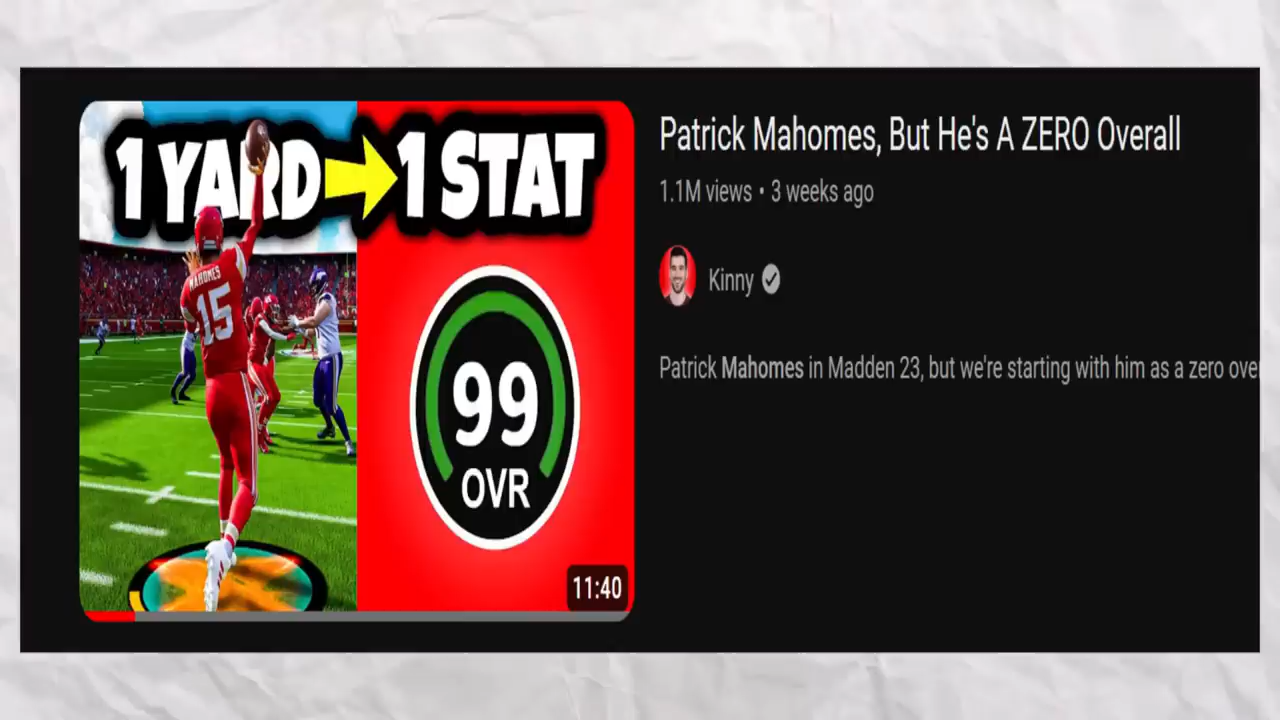 1 YARD 1 STAT
MAHOMES
15
99
OVR
11:40
Patrick Mahomes, But He's A ZERO Overall
1.1M views • 3 weeks ago
Kinny
Patrick Mahomes in Madden 23, but we're starting with him as a zero ove